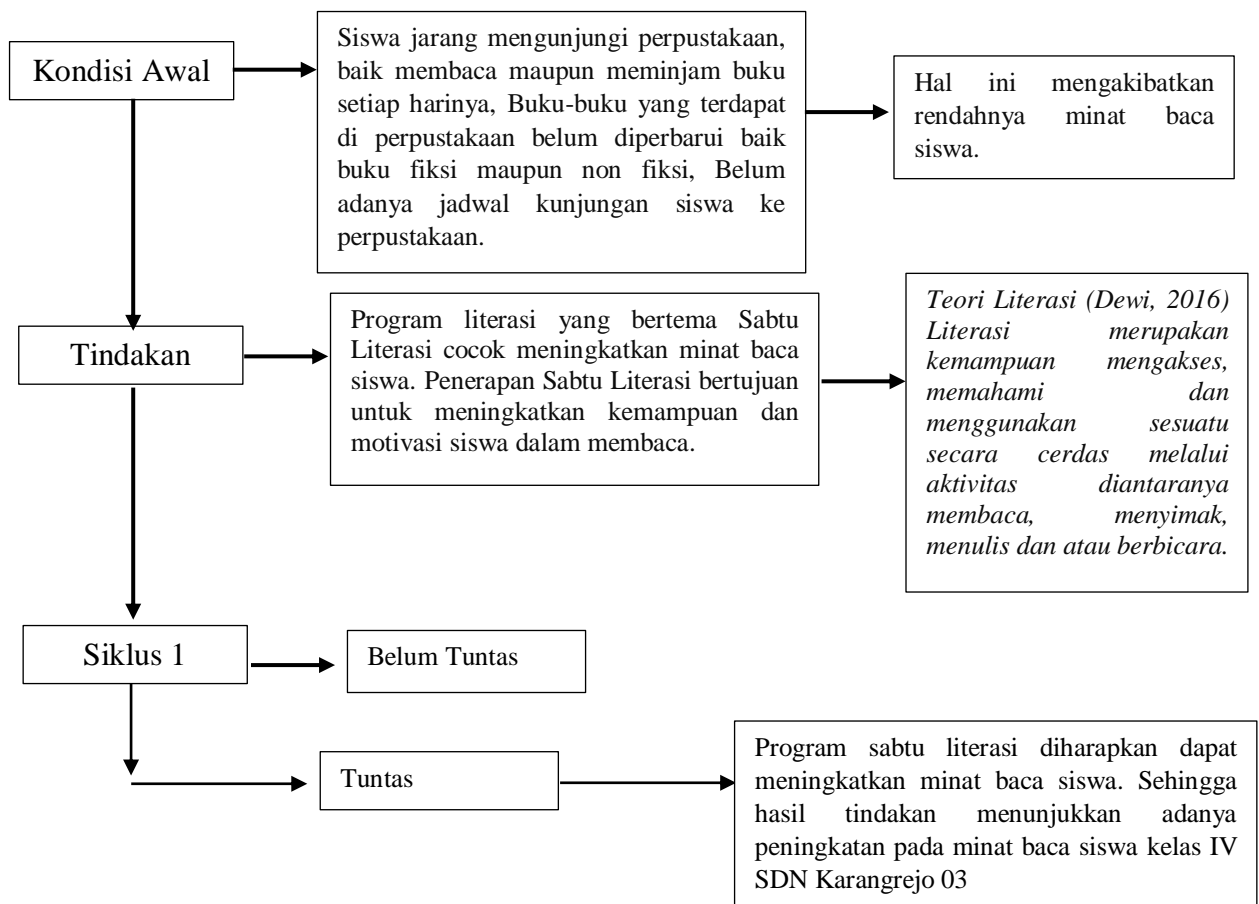 Kondisi Awal
Siswa jarang mengunjungi perpustakaan,
baik membaca maupun meminjam buku
setiap harinya, Buku-buku yang terdapat
di perpustakaan belum diperbarui baik
buku fiksi maupun non fiksi, Belum
adanya jadwal kunjungan siswa ke
perpustakaan.
Hal ini mengakibatkan
rendahnya minat baca
siswa.
Tindakan
Program literasi yang bertema Sabtu
Literasi cocok meningkatkan minat baca
siswa. Penerapan Sabtu Literasi bertujuan
untuk meningkatkan kemampuan dan
motivasi siswa dalam membaca.
Teori Literasi (Dewi, 2016)
Literasi merupakan
kemampuan mengakses,
memahami dan
menggunakan sesuatu
secara cerdas melalui
aktivitas diantaranya
membaca, menyimak,
menulis dan atau berbicara.
Siklus 1
Belum Tuntas
Tuntas
Program sabtu literasi diharapkan dapat
meningkatkan minat baca siswa. Sehingga
hasil tindakan menunjukkan adanya
peningkatan pada minat baca siswa kelas IV
SDN Karangrejo 03